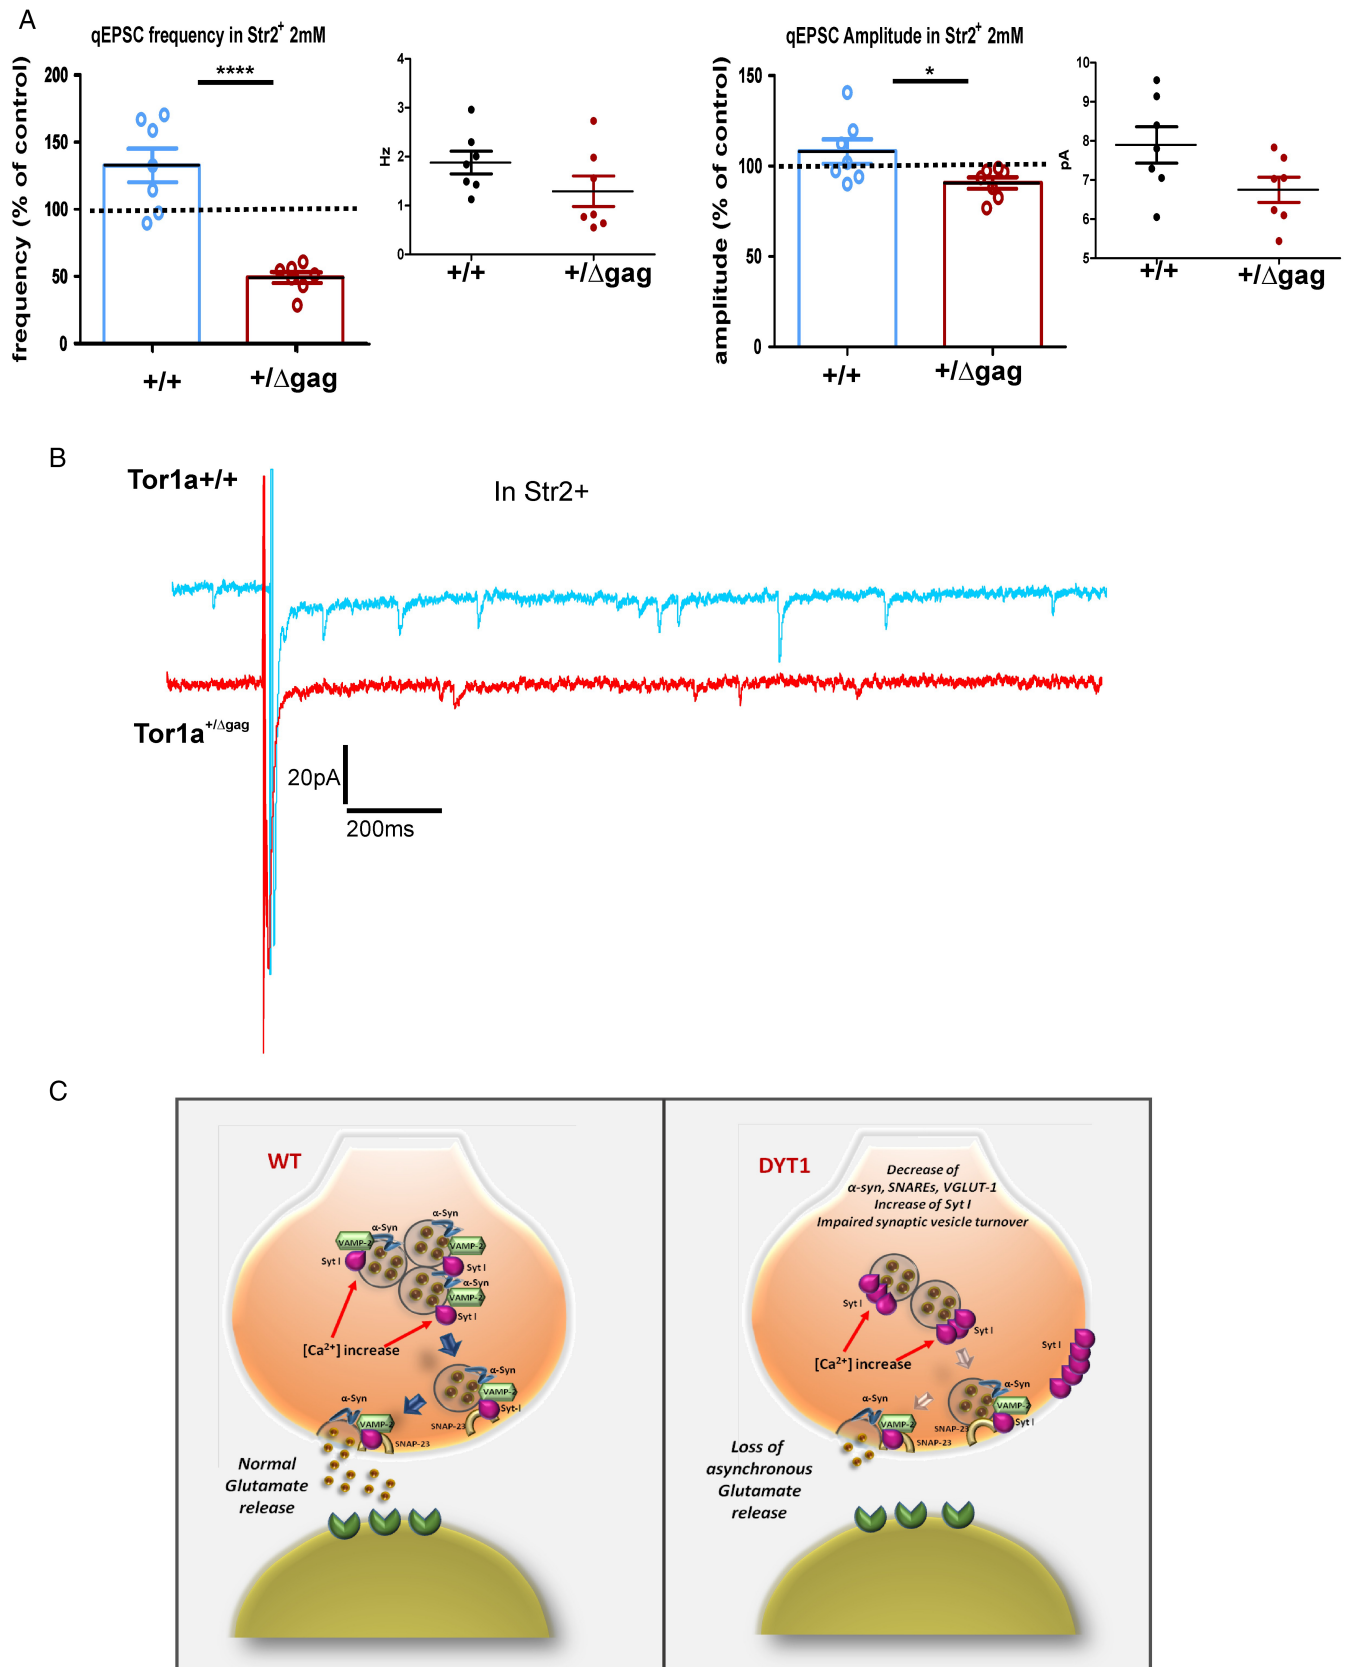 A
qEPSC frequency in Str2+ 2mM
frequency (% of control)
200
150
100
50
0
****
+/+
+/Δgag
Hz
4
3
2
1
0
+/+
+/Δgag
qEPSC Amplitude in Str2+ 2mM
amplitude (% of control)
150
100
50
0
*
+/+
+/Δgag
pA
10
9
8
7
6
5
+/+
+/Δgag
B
Tor1a+/+
In Str2+
Tor1a+/Δgag
20pA
200ms
C
WT
α-Syn
α-Syn
VAMP-2
VAMP-2
Syt I
Syt I
α-Syn
VAMP-2
Syt I
[Ca2+] increase
α-Syn
VAMP-2
Syt-I
SNAP-23
α-Syn
VAMP-2
SNAP-23
Normal
Glutamate
release
DYT1
Decrease of
α-syn, SNAREs, VGLUT-1
Increase of Syt I
Impaired synaptic vesicle turnover
Syt I
Syt I
Syt I
[Ca2+] increase
α-Syn
VAMP-2
Syt I
SNAP-23
α-Syn
VAMP-2
SNAP-23
Loss of
asynchronous
Glutamate
release